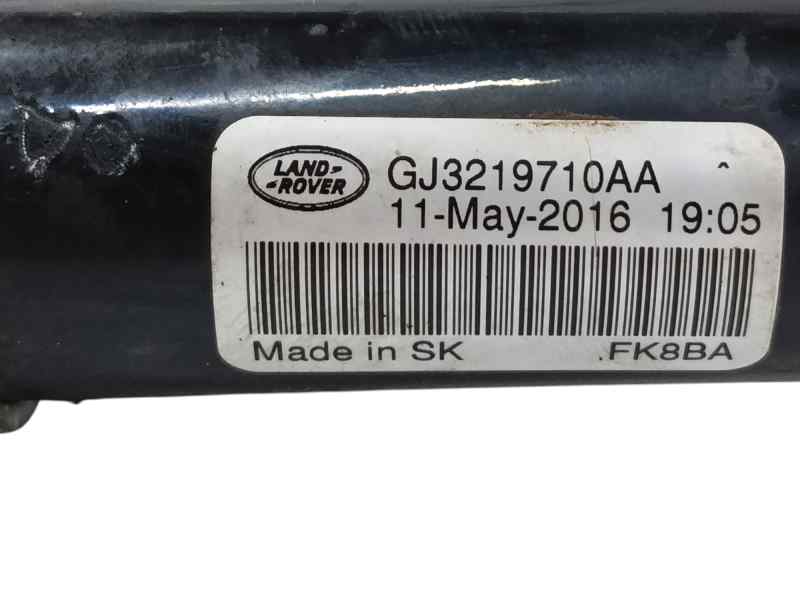 LAND
ROVER
GJ3219710AA
11-May-2016 19:05
Made in SK .FK8BA